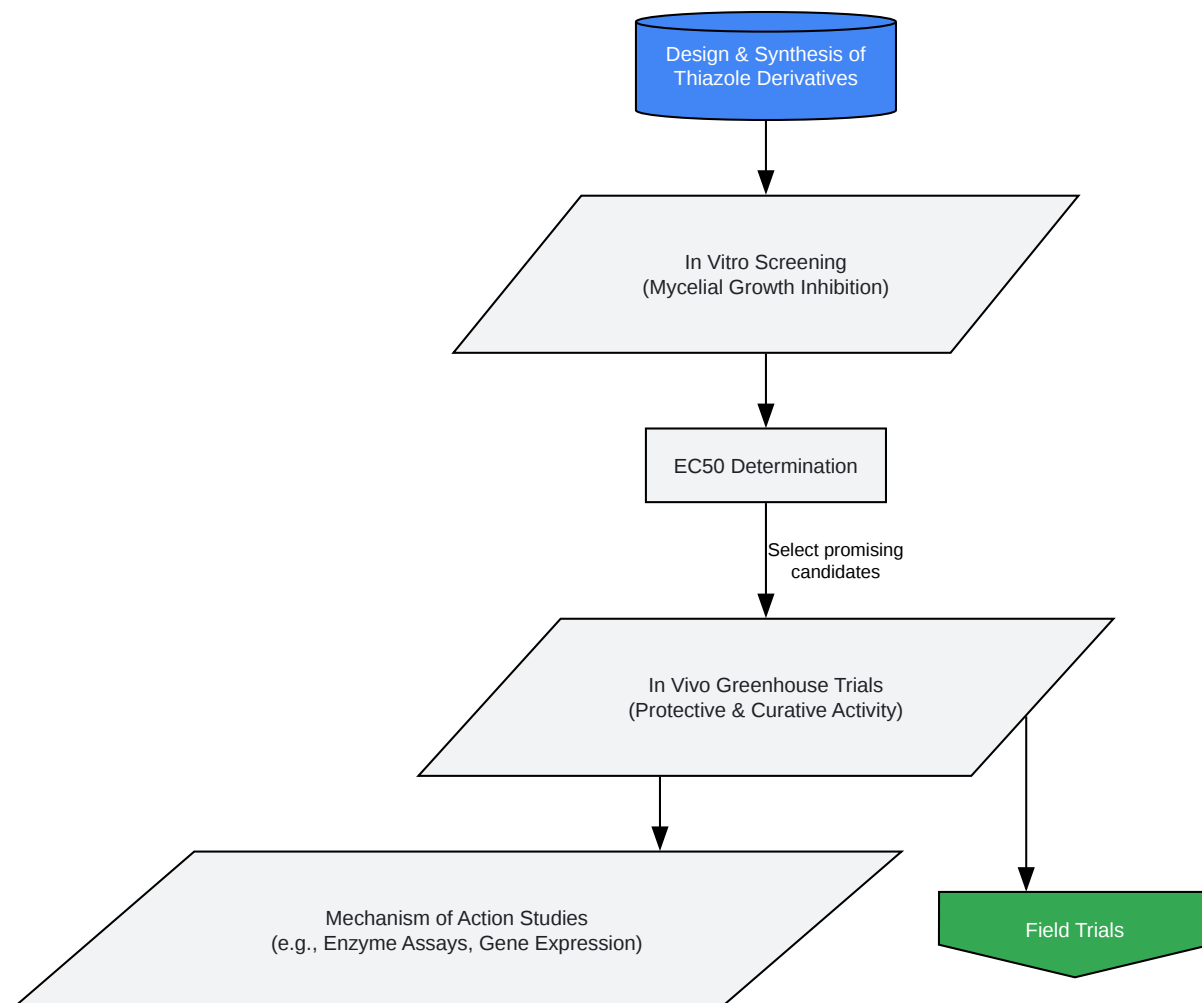 Design & Synthesis of
Thiazole Derivatives
In Vitro Screening
(Mycelial Growth Inhibition)
EC50 Determination
Select promising
candidates
In Vivo Greenhouse Trials
(Protective & Curative Activity)
Mechanism of Action Studies
(e.g., Enzyme Assays, Gene Expression)
Field Trials